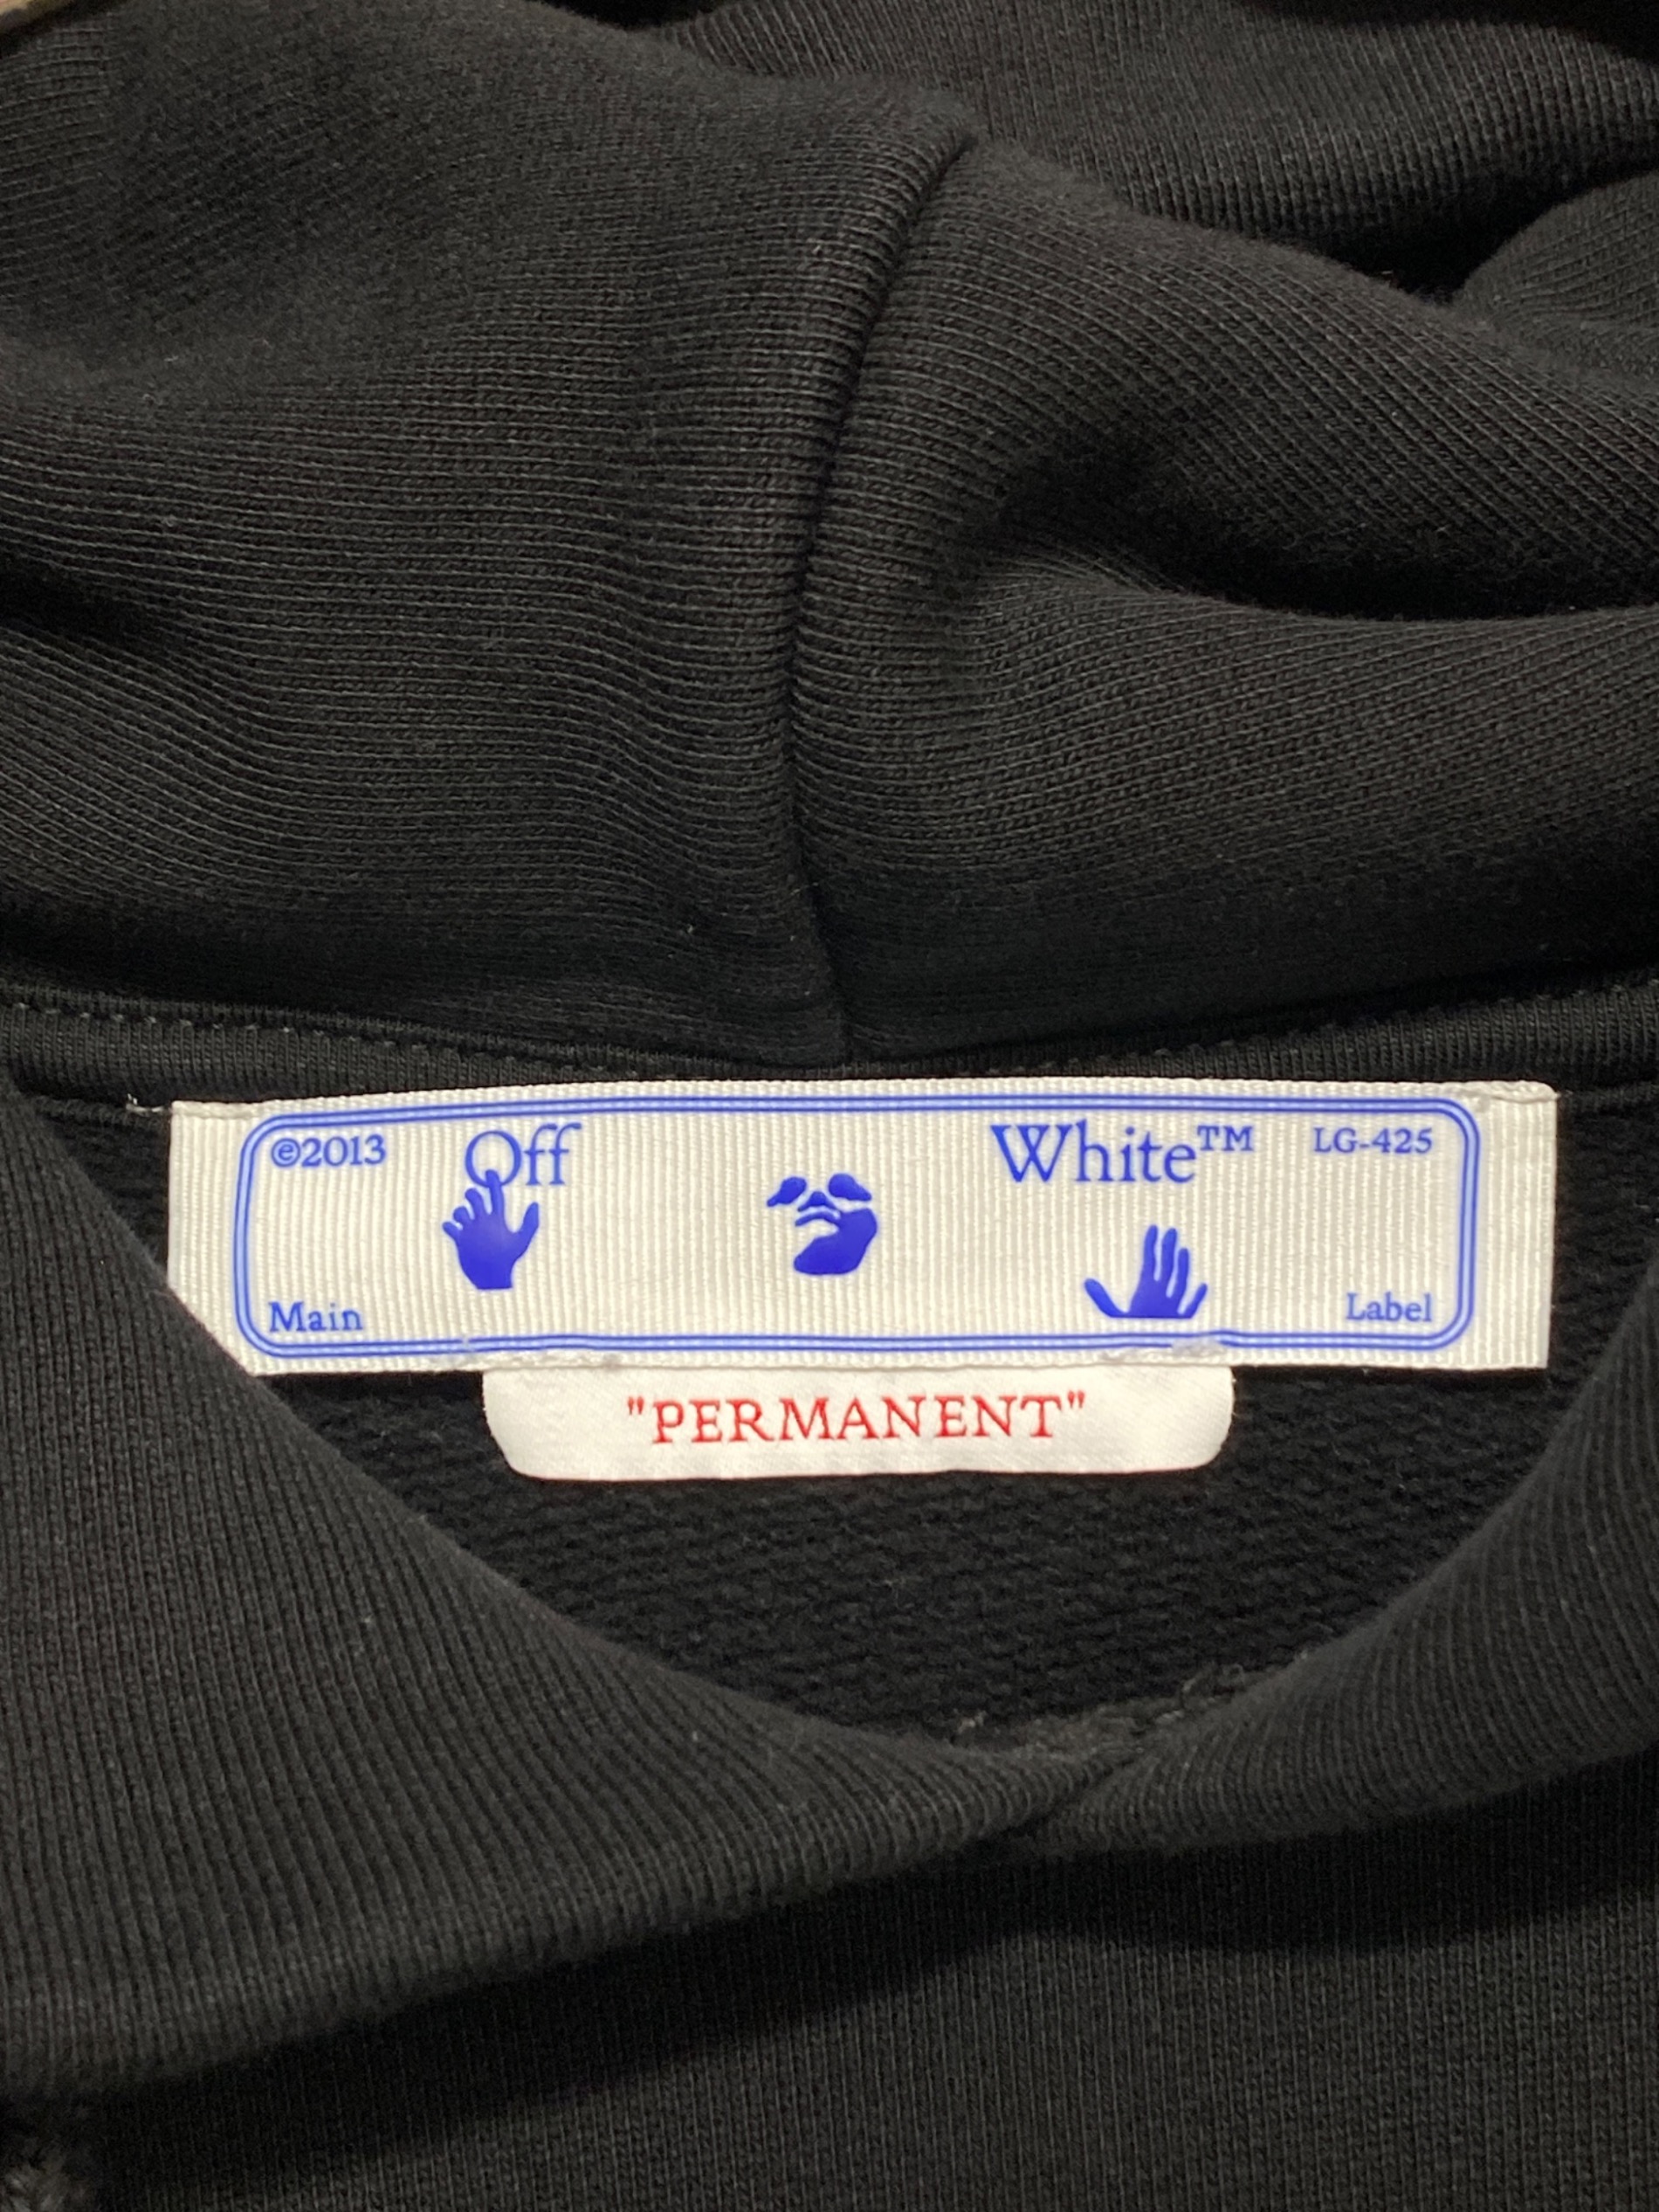 ©2013 Off White™ LG-425
Main Label
"PERMANENT"